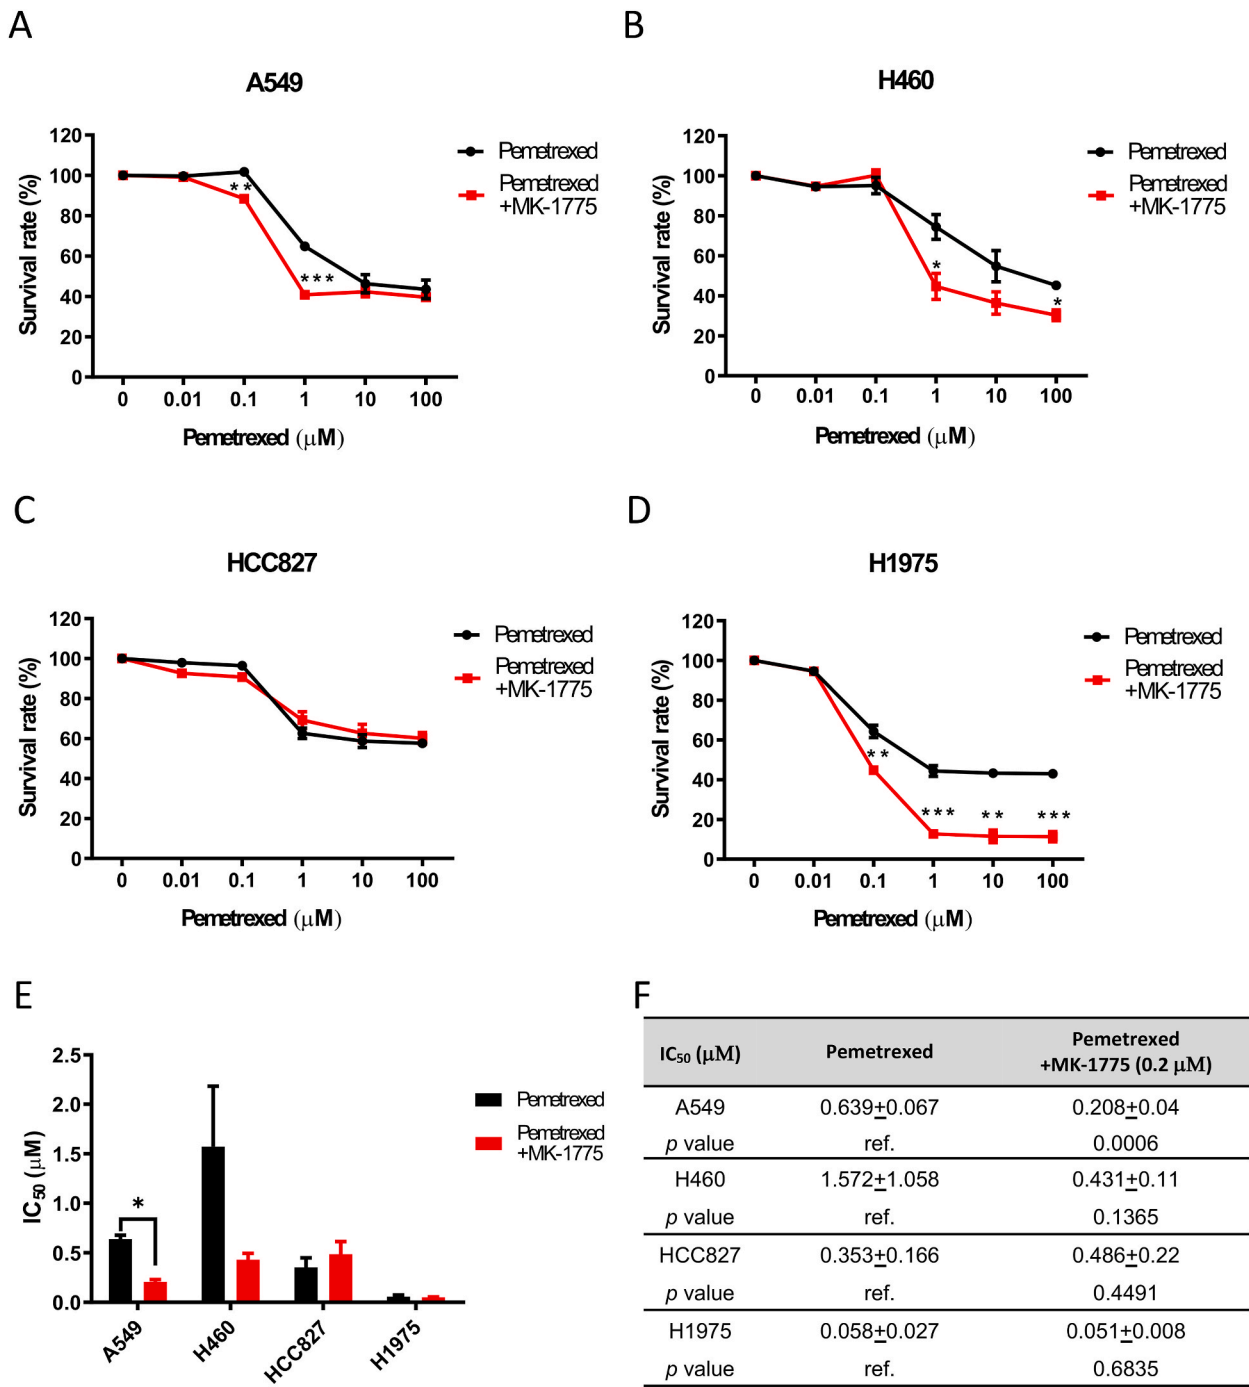 A
A549
120
100
80
60
40
20
0
Survival rate (%)
** 
***
0 0.01 0.1 1 10 100
Pemetrexed (μM)
Pemetrexed
Pemetrexed
+MK-1775
B
H460
120
100
80
60
40
20
0
Survival rate (%)
*
*
0 0.01 0.1 1 10 100
Pemetrexed (μM)
Pemetrexed
Pemetrexed
+MK-1775
C
HCC827
120
100
80
60
40
20
0
Survival rate (%)
0 0.01 0.1 1 10 100
Pemetrexed (μM)
Pemetrexed
Pemetrexed
+MK-1775
D
H1975
120
100
80
60
40
20
0
Survival rate (%)
**
*** ** ***
0 0.01 0.1 1 10 100
Pemetrexed (μM)
Pemetrexed
Pemetrexed
+MK-1775
E
2.5
2.0
1.5
1.0
0.5
0.0
IC50 (μM)
*
A549 H460 HCC827 H1975
Pemetrexed
Pemetrexed
+MK-1775
F
IC50 (μM) Pemetrexed Pemetrexed
+MK-1775 (0.2 μM)
A549 0.639±0.067 0.208±0.04
p value ref. 0.0006
H460 1.572±1.058 0.431±0.11
p value ref. 0.1365
HCC827 0.353±0.166 0.486±0.22
p value ref. 0.4491
H1975 0.058±0.027 0.051±0.008
p value ref. 0.6835